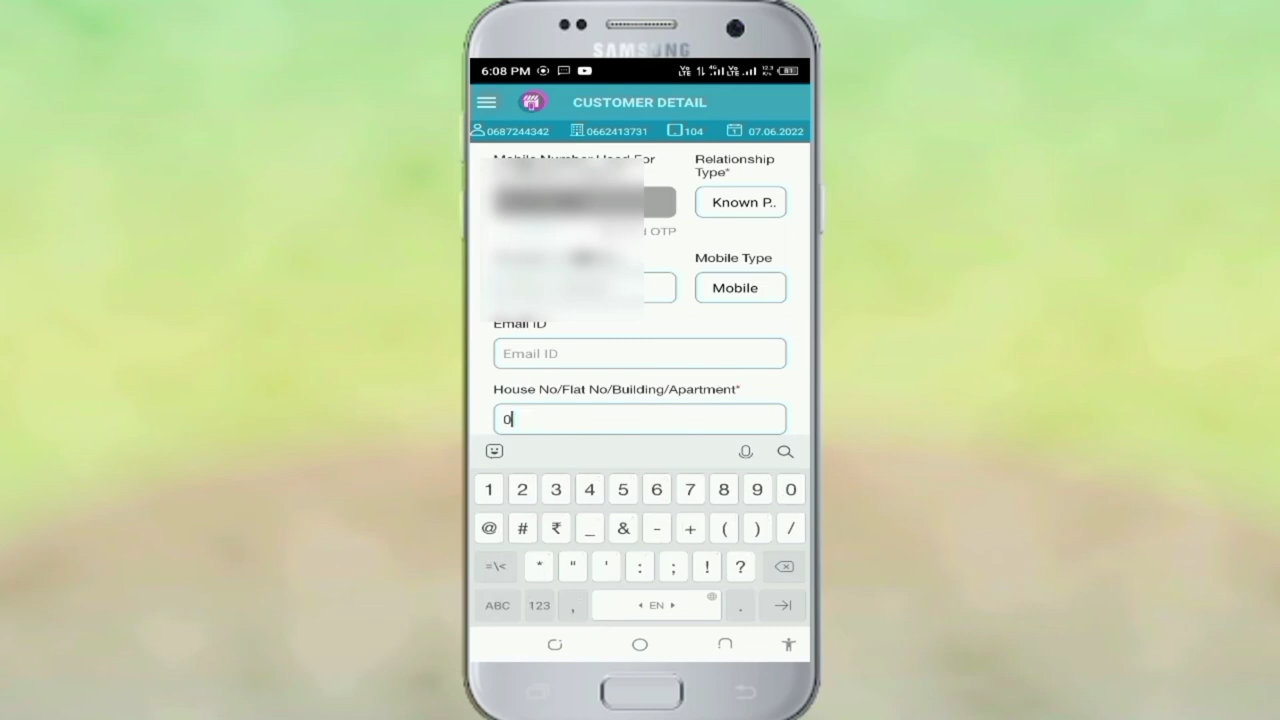 SAMSUNG
6:08 PM
CUSTOMER DETAIL
0687244342 0662413731 104 07.06.2022
Mobile Number Used For
Relationship Type*
Known P..
OTP
Mobile Type
Mobile
Email ID
Email ID
House No/Flat No/Building/Apartment*
0
1 2 3 4 5 6 7 8 9 0
@ # ₹ _ & - + ( ) /
=\< * " ' : ; ! ?
ABC 123 , EN .